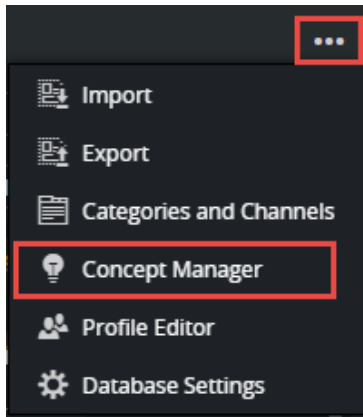 Import
Export
Categories and Channels
Concept Manager
Profile Editor
Database Settings